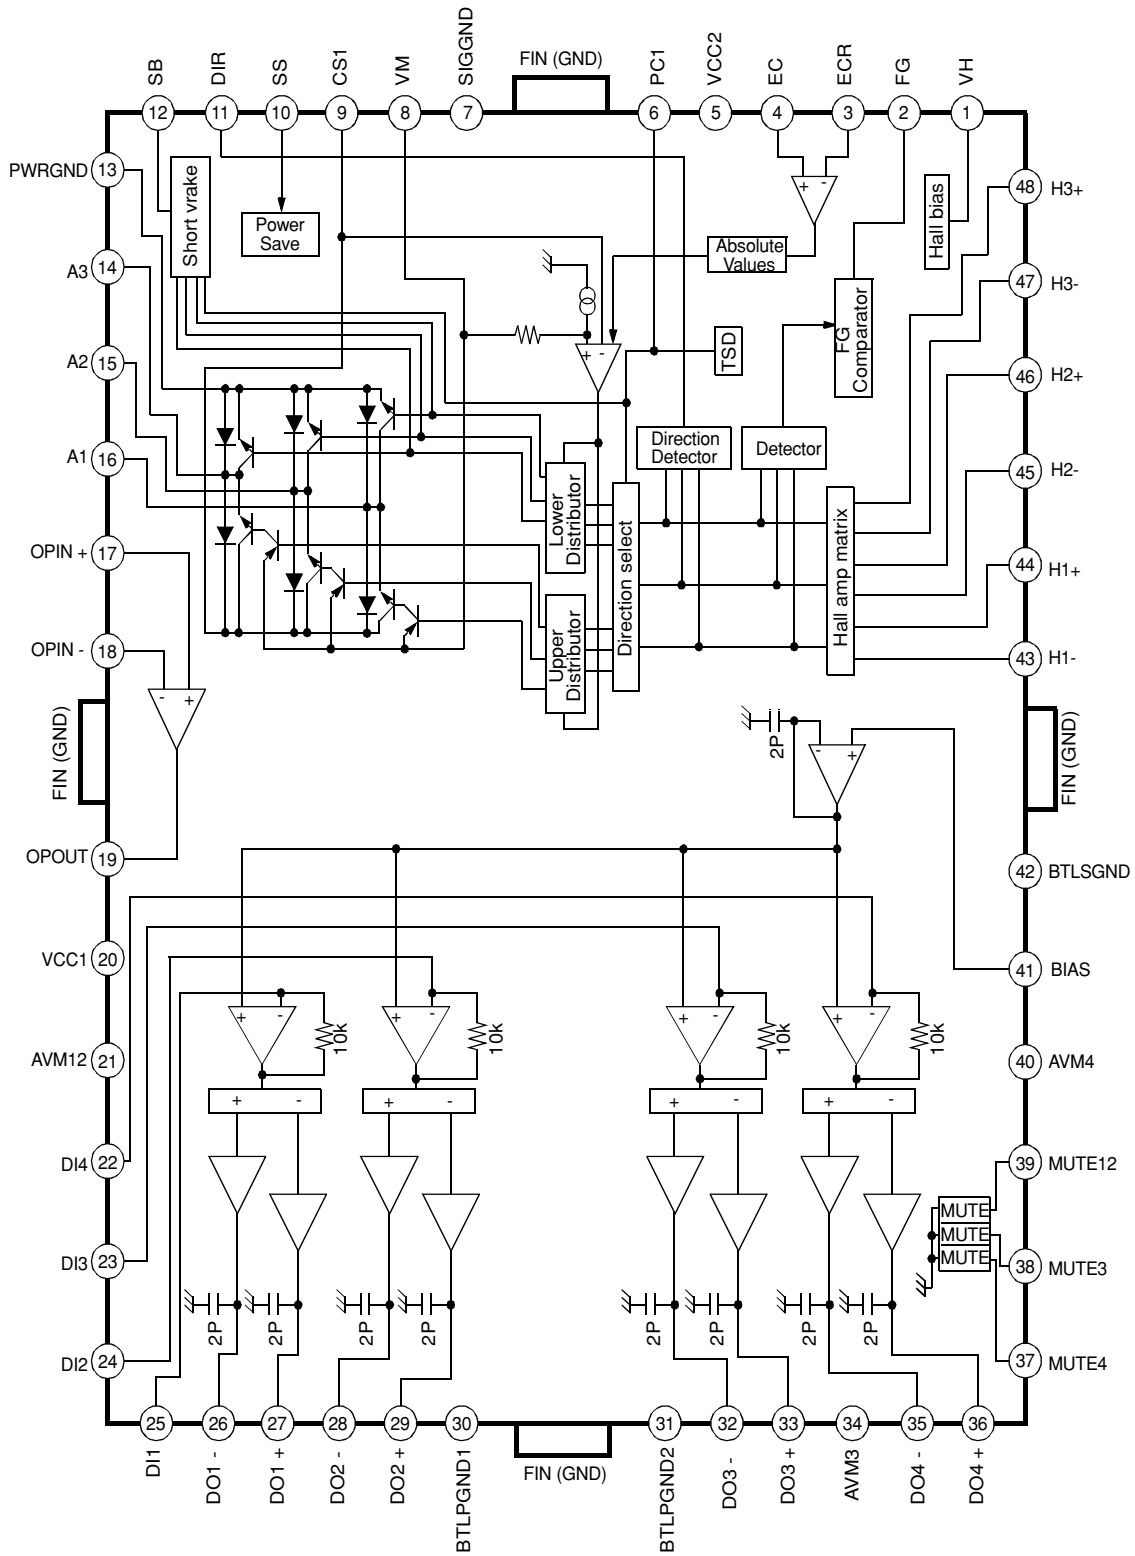 SB
DIR
SS
CS1
VM
SIGGND
FIN (GND)
PC1
VCC2
EC
ECR
FG
VH
12
11
10
9
8
7
6
5
4
3
2
1
PWRGND 13
A3 14
A2 15
A1 16
OPIN + 17
OPIN - 18
FIN (GND)
OPOUT 19
VCC1 20
AVM12 21
DI4 22
DI3 23
DI2 24
48 H3+
47 H3-
46 H2+
45 H2-
44 H1+
43 H1-
FIN (GND)
42 BTLSGND
41 BIAS
40 AVM4
39 MUTE12
38 MUTE3
37 MUTE4
Short vrake
Power
Save
Absolute
Values
Hall bias
+ -
+ -
TSD
FG
Comparator
Direction
Detector
Detector
Lower
Distributor
Upper
Distributor
Direction select
Hall amp matrix
- +
2P
- +
+ -
10k
+ -
10k
+ -
10k
+ -
10k
+ -
+ -
+ -
+ -
MUTE
MUTE
MUTE
2P
2P
2P
2P
2P
2P
2P
2P
25
26
27
28
29
30
31
32
33
34
35
36
DI1
DO1 -
DO1 +
DO2 -
DO2 +
BTLPGND1
FIN (GND)
BTLPGND2
DO3 -
DO3 +
AVM3
DO4 -
DO4 +